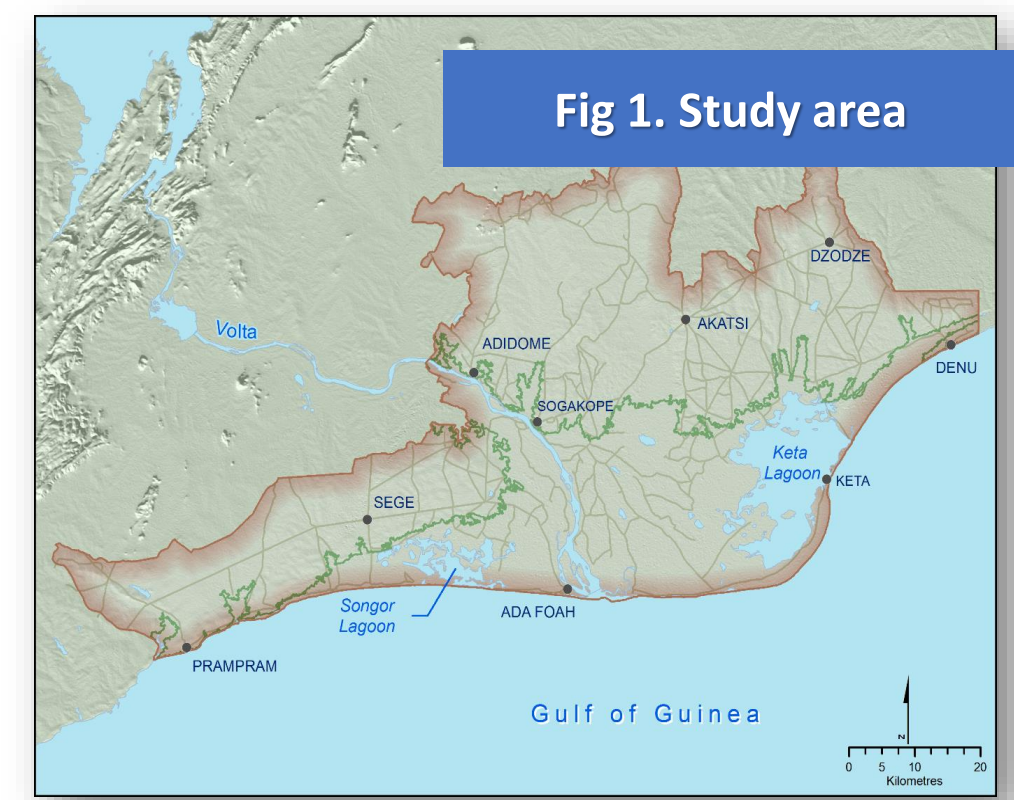 Fig 1. Study area
DZODZE
AKATSI
Volta
ADIDOME
DENU
SOGAKOPE
Keta
Lagoon
KETA
SEGE
Songor
Lagoon
ADA FOAH
PRAMPRAM
Gulf of Guinea
N
0 5 10 20
Kilometres